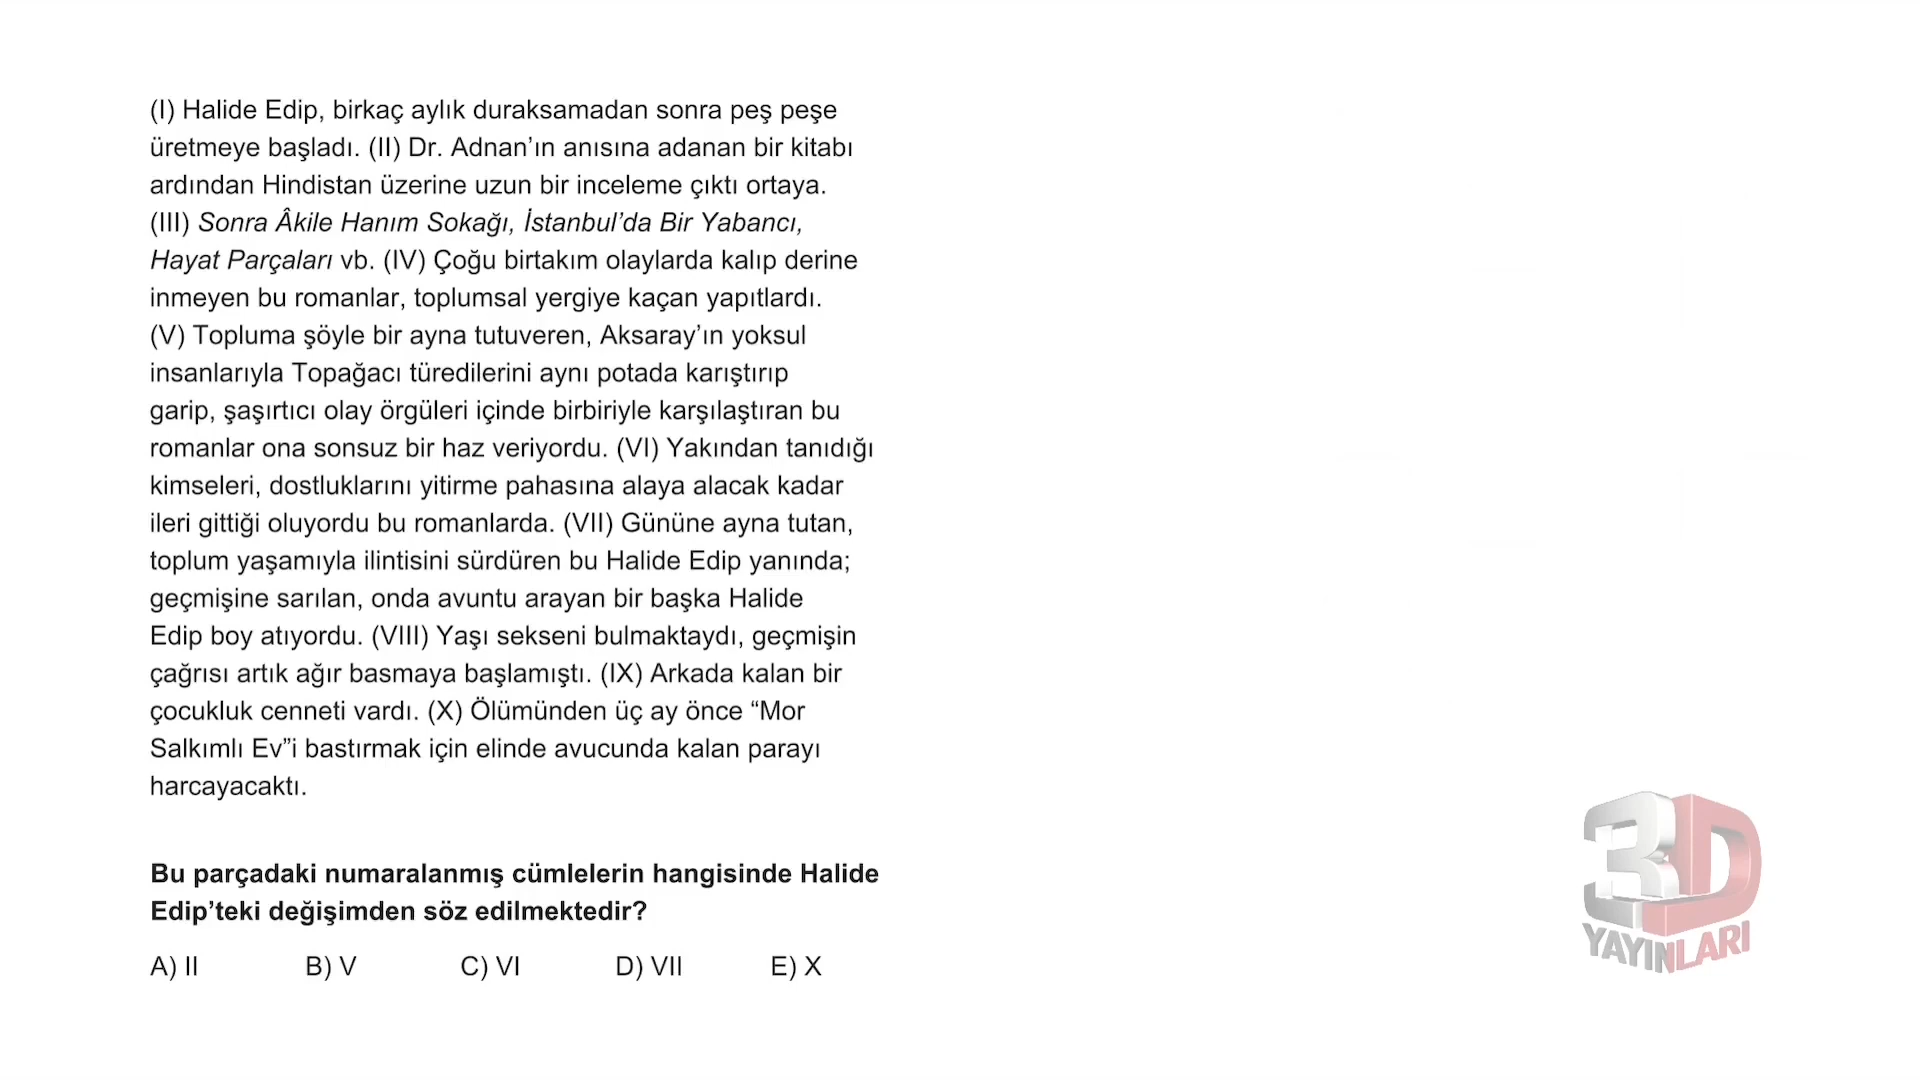 (I) Halide Edip, birkaç aylık duraksamadan sonra peş peşe
üretmeye başladı. (II) Dr. Adnan’ın anısına adanan bir kitabı
ardından Hindistan üzerine uzun bir inceleme çıktı ortaya.
(III) Sonra Âkile Hanım Sokağı, İstanbul’da Bir Yabancı,
Hayat Parçaları vb. (IV) Çoğu birtakım olaylarda kalıp derine
inmeyen bu romanlar, toplumsal yergiye kaçan yapıtlardı.
(V) Topluma şöyle bir ayna tutuveren, Aksaray’ın yoksul
insanlarıyla Topağacı türedilerini aynı potada karıştırıp
garip, şaşırtıcı olay örgüleri içinde birbiriyle karşılaştıran bu
romanlar ona sonsuz bir haz veriyordu. (VI) Yakından tanıdığı
kimseleri, dostluklarını yitirme pahasına alaya alacak kadar
ileri gittiği oluyordu bu romanlarda. (VII) Gününe ayna tutan,
toplum yaşamıyla ilintisini sürdüren bu Halide Edip yanında;
geçmişine sarılan, onda avuntu arayan bir başka Halide
Edip boy atıyordu. (VIII) Yaşı sekseni bulmaktaydı, geçmişin
çağrısı artık ağır basmaya başlamıştı. (IX) Arkada kalan bir
çocukluk cenneti vardı. (X) Ölümünden üç ay önce “Mor
Salkımlı Ev”i bastırmak için elinde avucunda kalan parayı
harcayacaktı.
Bu parçadaki numaralanmış cümlelerin hangisinde Halide
Edip’teki değişimden söz edilmektedir?
A) II B) V C) VI D) VII E) X
3D
YAYINLARI